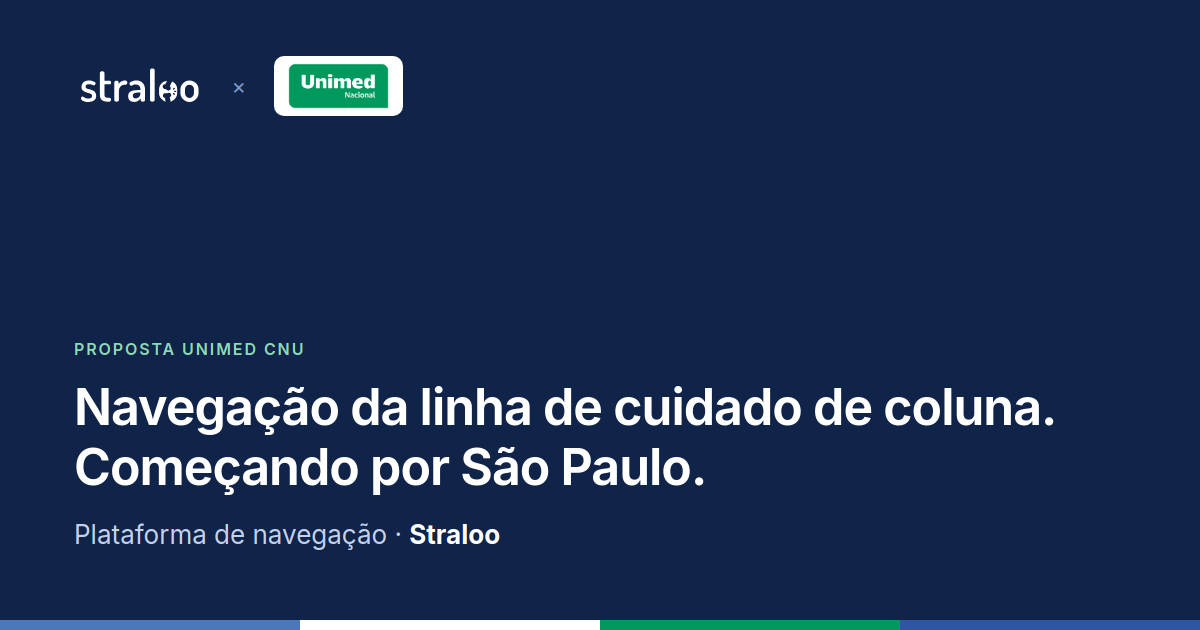 straloo
×
Unimed
Nacional
PROPOSTA UNIMED CNU
Navegação da linha de cuidado de coluna.
Começando por São Paulo.
Plataforma de navegação · Straloo